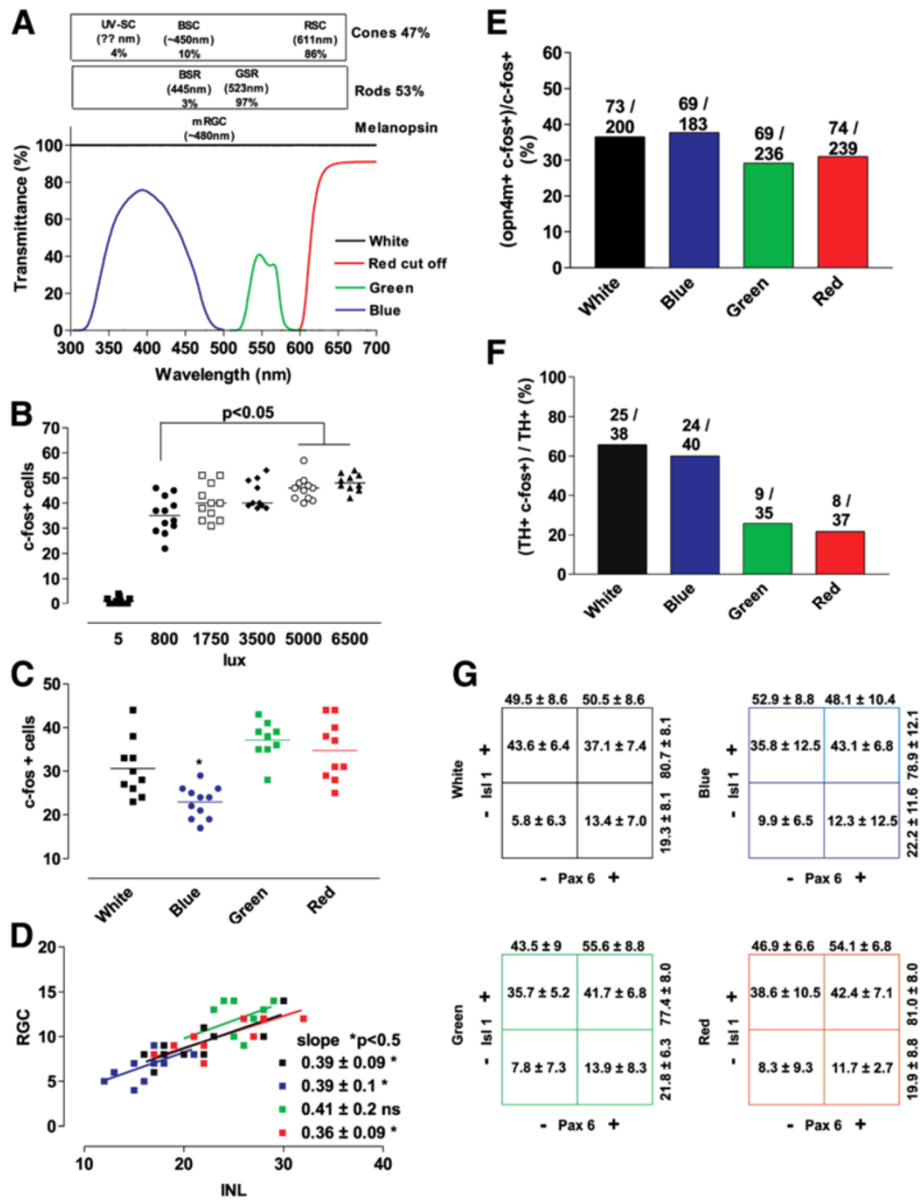 A
UV-SC BSC RSC
(?? nm) (~450nm) (611nm) Cones 47%
4% 10% 86%
BSR GSR
(445nm) (523nm) Rods 53%
3% 97%
mRGC
(~480nm) Melanopsin
Transmittance (%)
100
80
60
40
20
0
White
Red cut off
Green
Blue
300 350 400 450 500 550 600 650 700
Wavelength (nm)
B
p<0.05
c-fos+ cells
70
60
50
40
30
20
10
0
5 800 1750 3500 5000 6500
lux
C
c-fos + cells
50
40
30
20
10
*
White Blue Green Red
D
RGC
20
15
10
5
0
slope *p<0.5
0.39 ± 0.09 *
0.39 ± 0.1 *
0.41 ± 0.2 ns
0.36 ± 0.09 *
10 20 30 40
INL
E
(opn4m+ c-fos+)/c-fos+
(%)
60
50
40
30
20
10
0
73 / 69 / 69 / 74 /
200 183 236 239
White Blue Green Red
F
(TH+ c-fos+) / TH+ (%)
100
80
60
40
20
0
25 / 24 / 9 / 8 /
38 40 35 37
White Blue Green Red
G
49.5 ± 8.6 50.5 ± 8.6
White
- Isl 1 +
43.6 ± 6.4 37.1 ± 7.4
5.8 ± 6.3 13.4 ± 7.0
19.3 ± 8.1 80.7 ± 8.1
- Pax 6 +
52.9 ± 8.8 48.1 ± 10.4
Blue
- Isl 1 +
35.8 ± 12.5 43.1 ± 6.8
9.9 ± 6.5 12.3 ± 12.5
22.2 ± 11.6 78.9 ± 12.1
- Pax 6 +
43.5 ± 9 55.6 ± 8.8
Green
- Isl 1 +
35.7 ± 5.2 41.7 ± 6.8
7.8 ± 7.3 13.9 ± 8.3
21.8 ± 6.3 77.4 ± 8.0
- Pax 6 +
46.9 ± 6.6 54.1 ± 6.8
Red
- Isl 1 +
38.6 ± 10.5 42.4 ± 7.1
8.3 ± 9.3 11.7 ± 2.7
19.9 ± 8.8 81.0 ± 8.0
- Pax 6 +